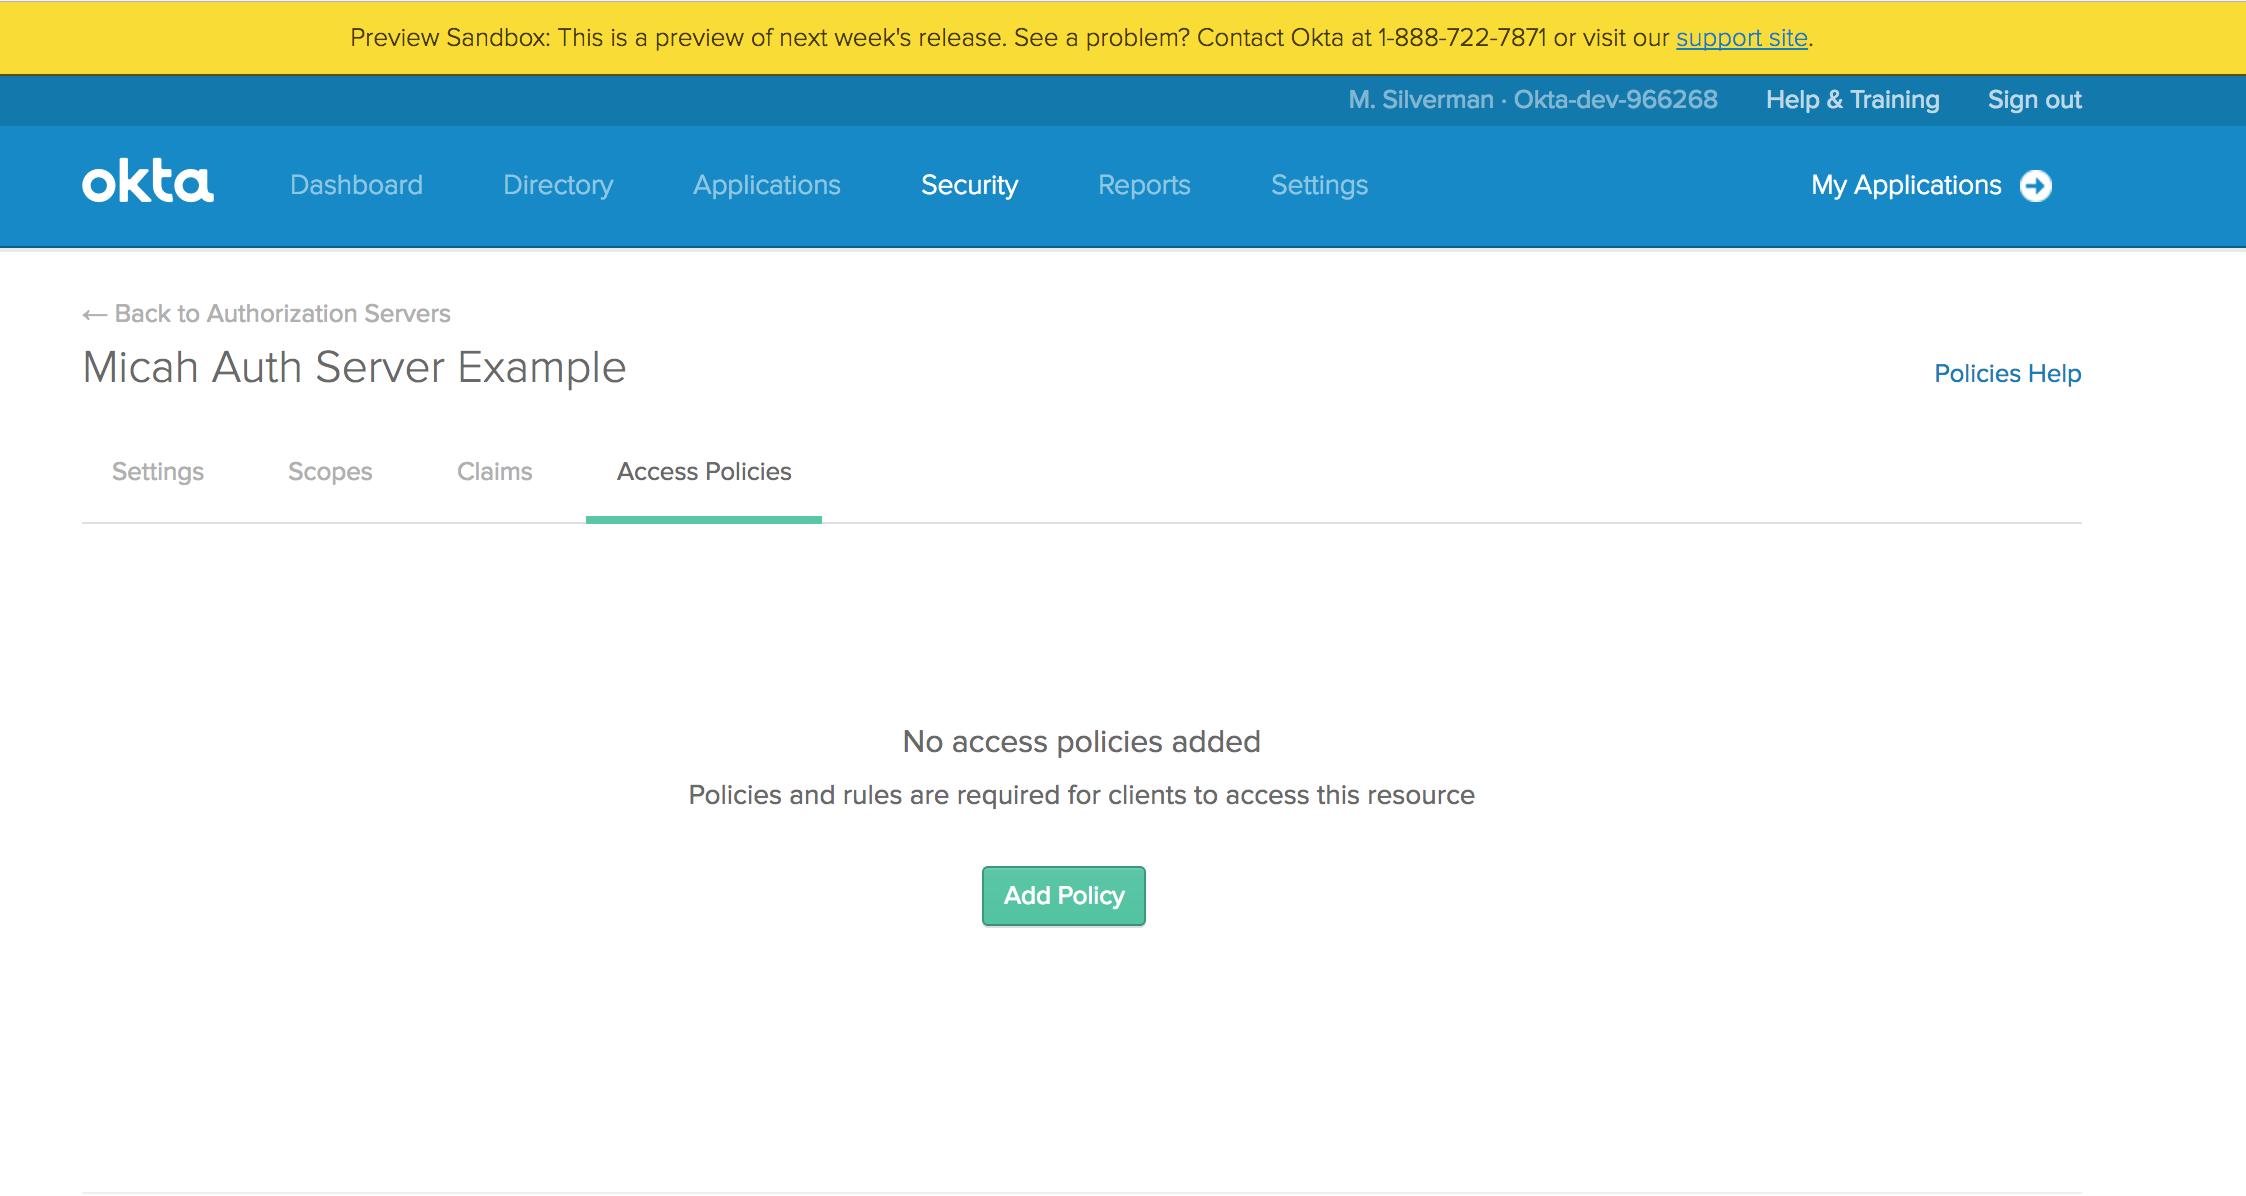 Preview Sandbox: This is a preview of next week's release. See a problem? Contact Okta at 1-888-722-7871 or visit our support site.
M. Silverman · Okta-dev-966268 Help & Training Sign out
okta Dashboard Directory Applications Security Reports Settings My Applications
← Back to Authorization Servers
Micah Auth Server Example
Policies Help
Settings Scopes Claims Access Policies
No access policies added
Policies and rules are required for clients to access this resource
Add Policy